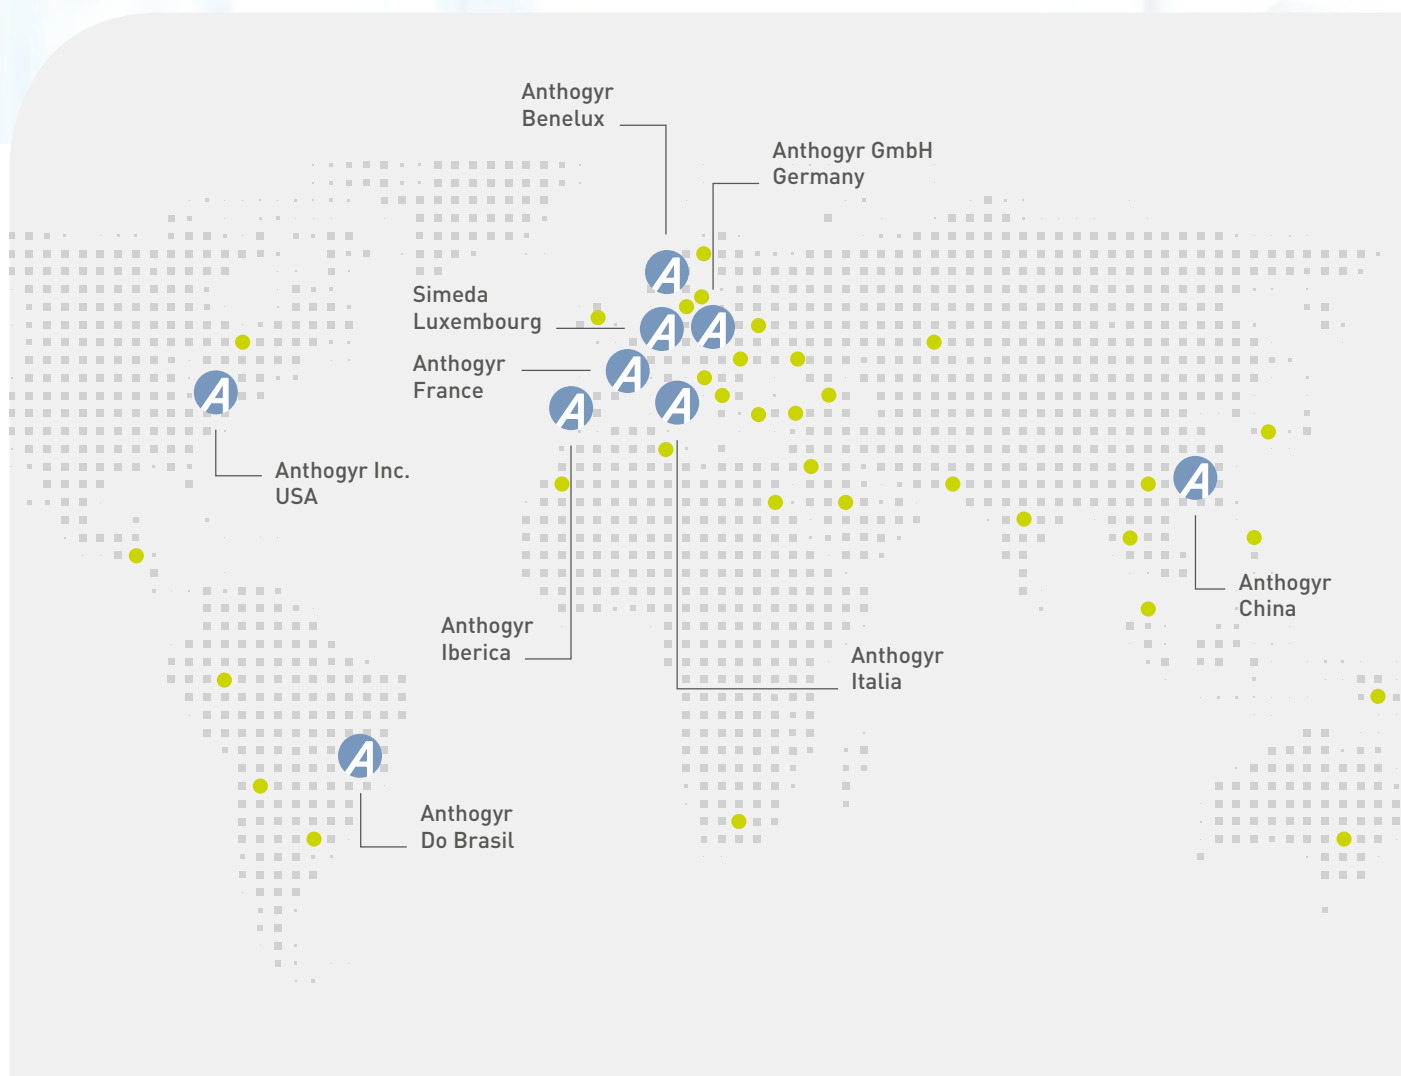 Anthogyr
Benelux
Anthogyr GmbH
Germany
Simeda
Luxembourg
Anthogyr
France
Anthogyr Inc.
USA
Anthogyr
China
Anthogyr
Iberica
Anthogyr
Italia
Anthogyr
Do Brasil
A
A
A
A
A
A
A
A
A